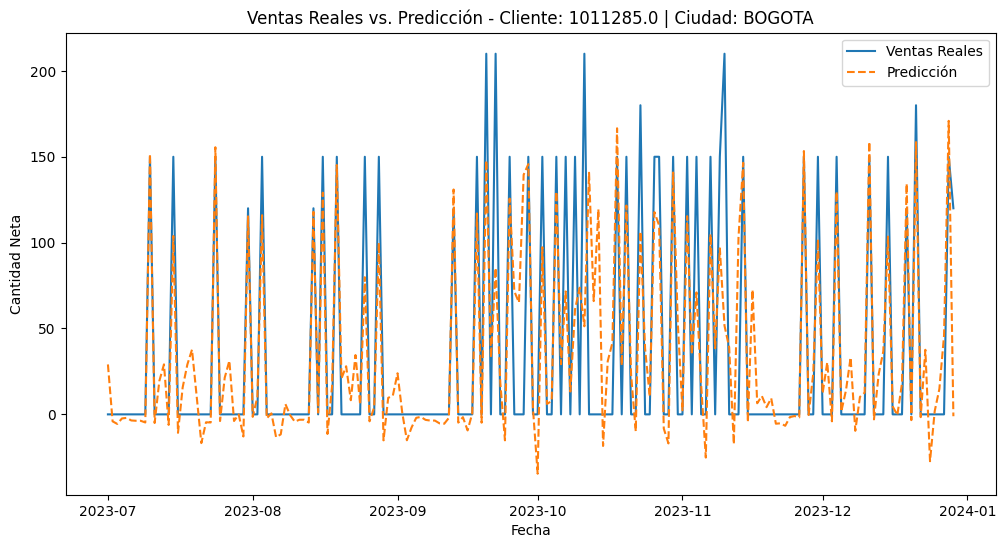 Ventas Reales vs. Predicción - Cliente: 1011285.0 | Ciudad: BOGOTA
Ventas Reales
Predicción
Cantidad Neta
200
150
100
50
0
2023-07
2023-08
2023-09
2023-10
2023-11
2023-12
2024-01
Fecha